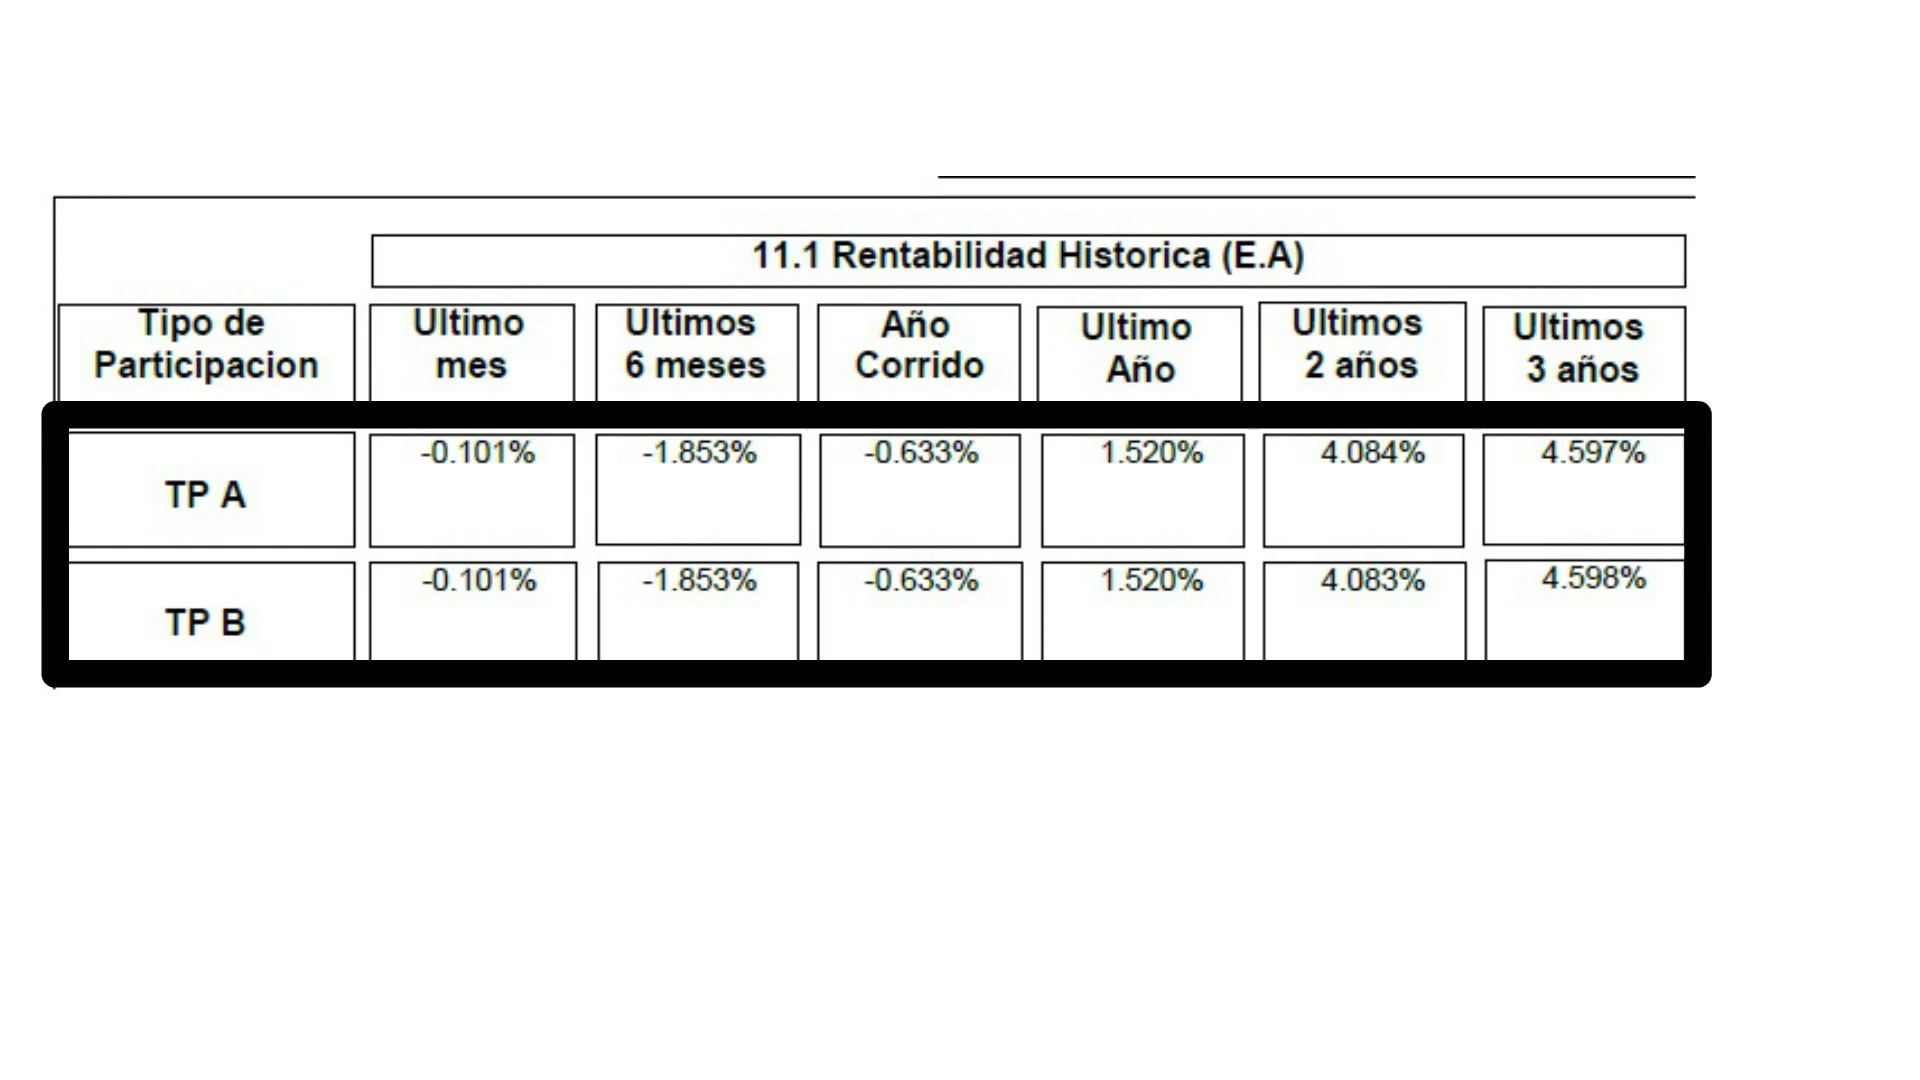 11.1 Rentabilidad Historica (E.A)
Tipo de Participacion Ultimo mes Ultimos 6 meses Año Corrido Ultimo Año Ultimos 2 años Ultimos 3 años
TP A -0.101% -1.853% -0.633% 1.520% 4.084% 4.597%
TP B -0.101% -1.853% -0.633% 1.520% 4.083% 4.598%